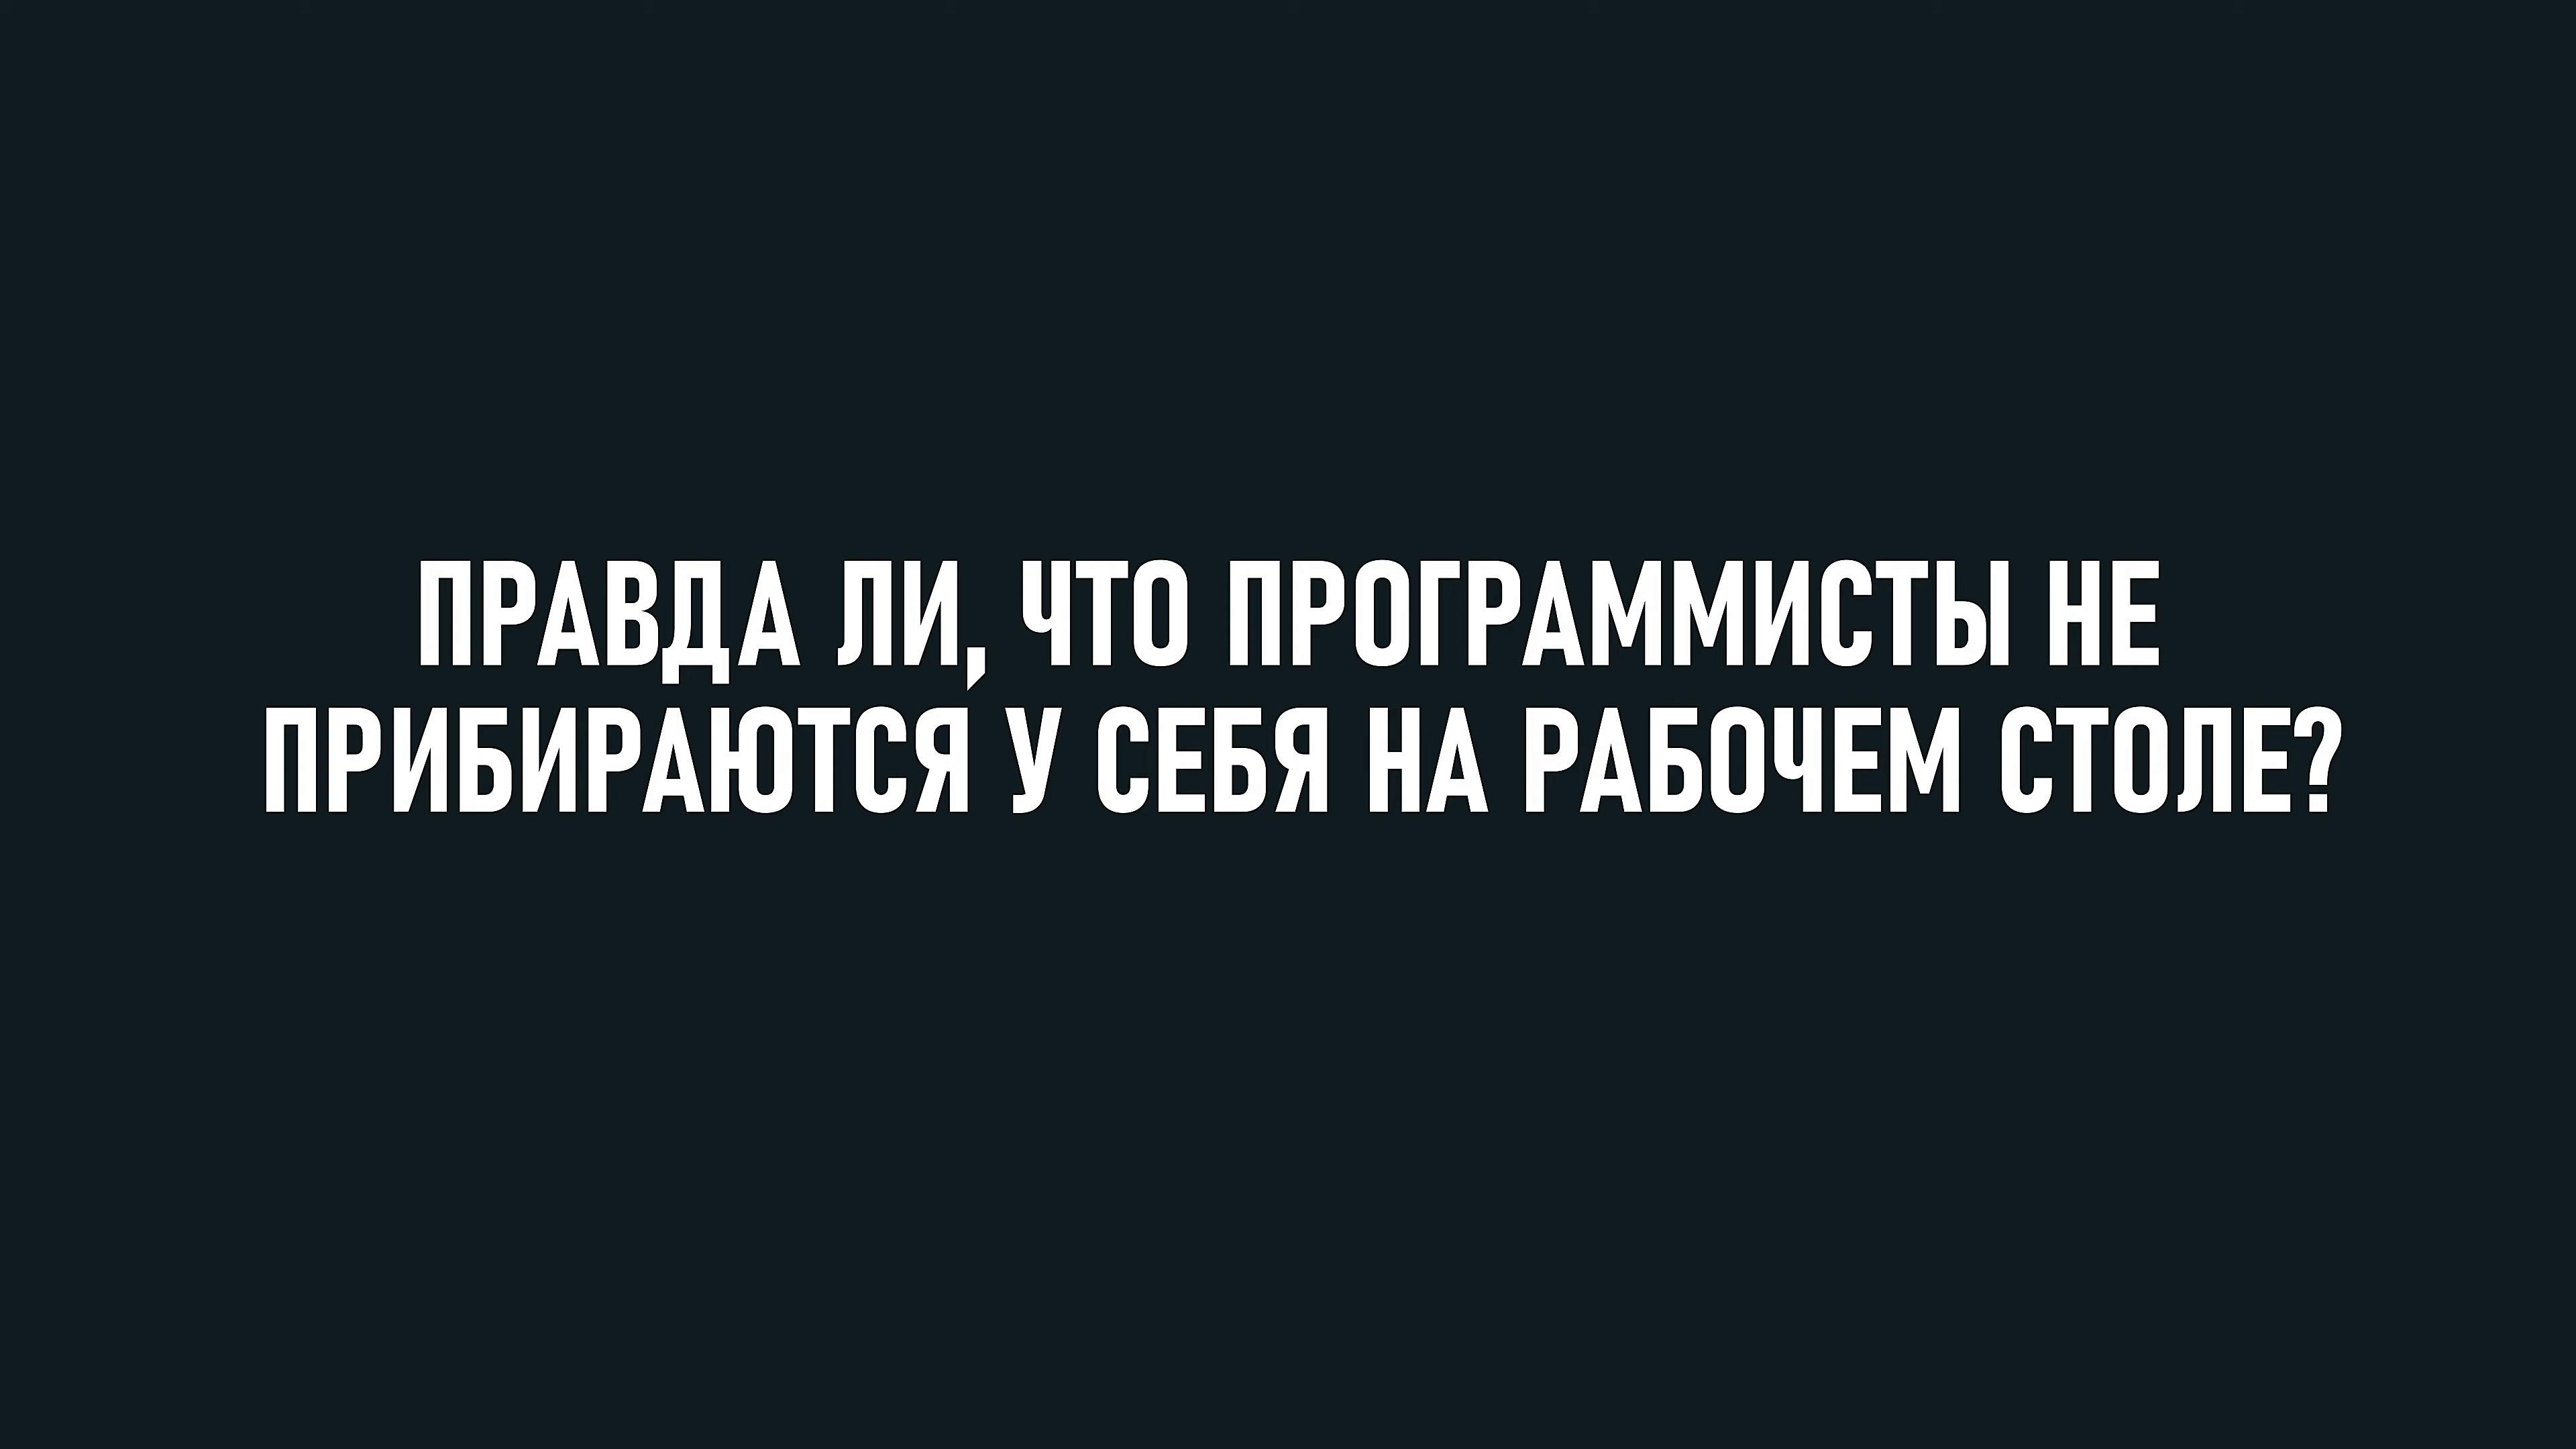 ПРАВДА ЛИ, ЧТО ПРОГРАММИСТЫ НЕ
ПРИБИРАЮТСЯ У СЕБЯ НА РАБОЧЕМ СТОЛЕ?